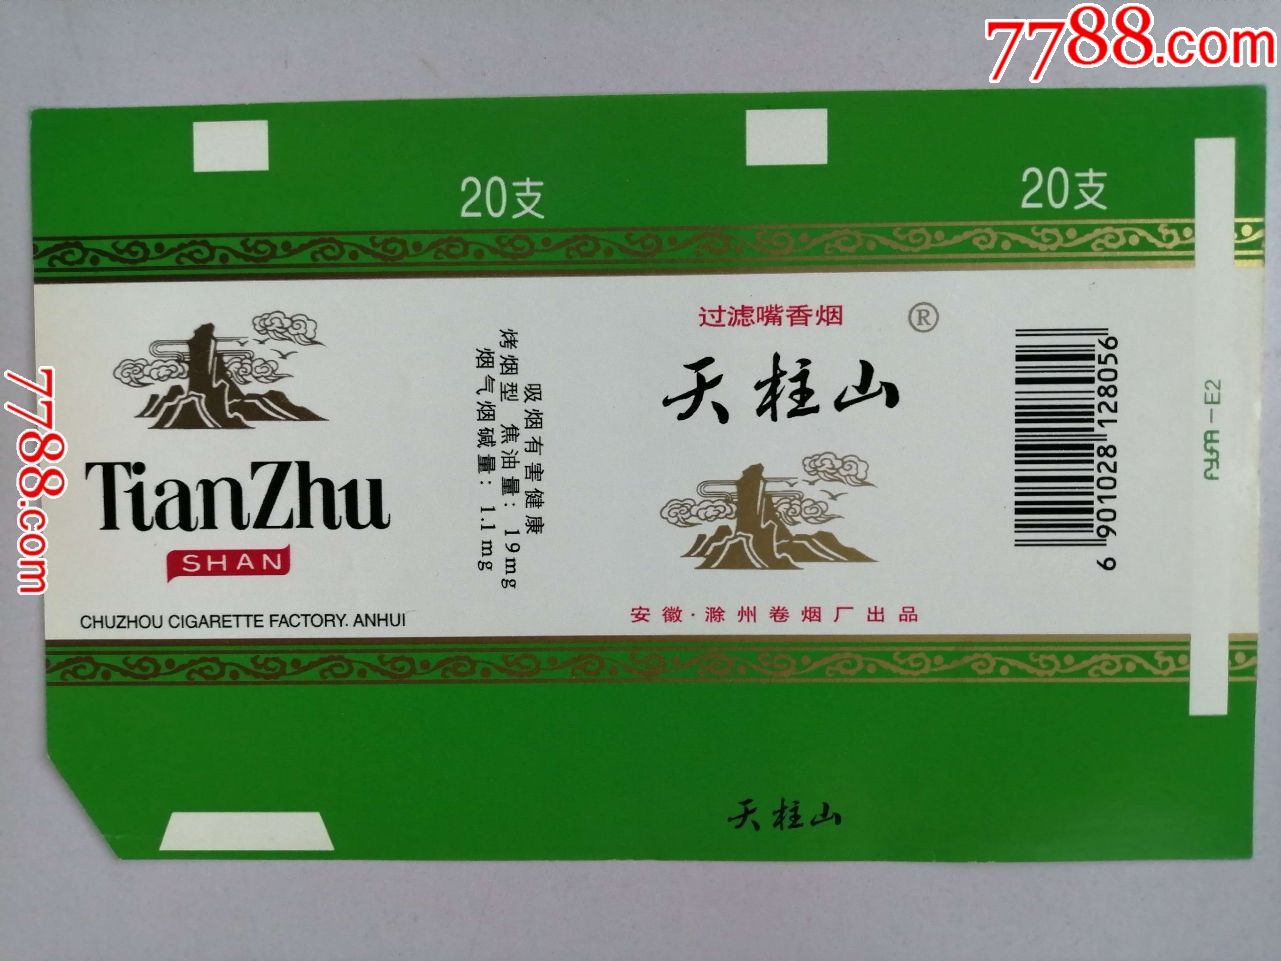 7788.com
20支
20支
TianZhu
SHAN
CHUZHOU CIGARETTE FACTORY. ANHUI
吸烟有害健康
烤烟型 焦油量：19mg
烟气烟碱量：1.1mg
过滤嘴香烟
®
天柱山
安徽·滁州卷烟厂出品
6 901028 128056
天柱山
7788.com